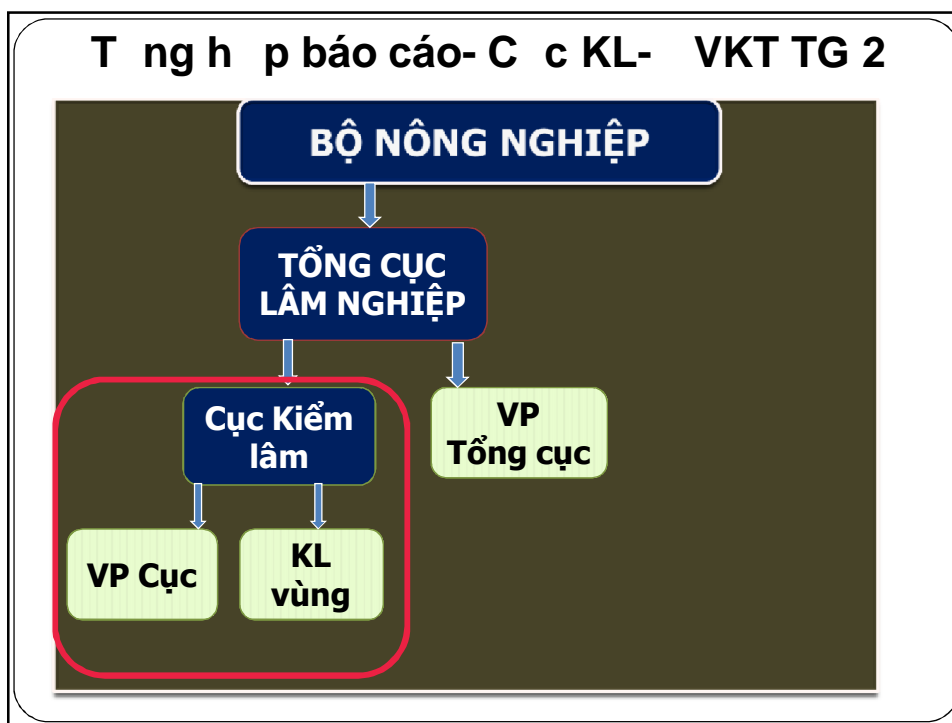 T ng h p báo cáo- C c KL- VKT TG 2
BỘ NÔNG NGHIỆP
TỔNG CỤC
LÂM NGHIỆP
Cục Kiểm
lâm
VP
Tổng cục
VP Cục
KL
vùng